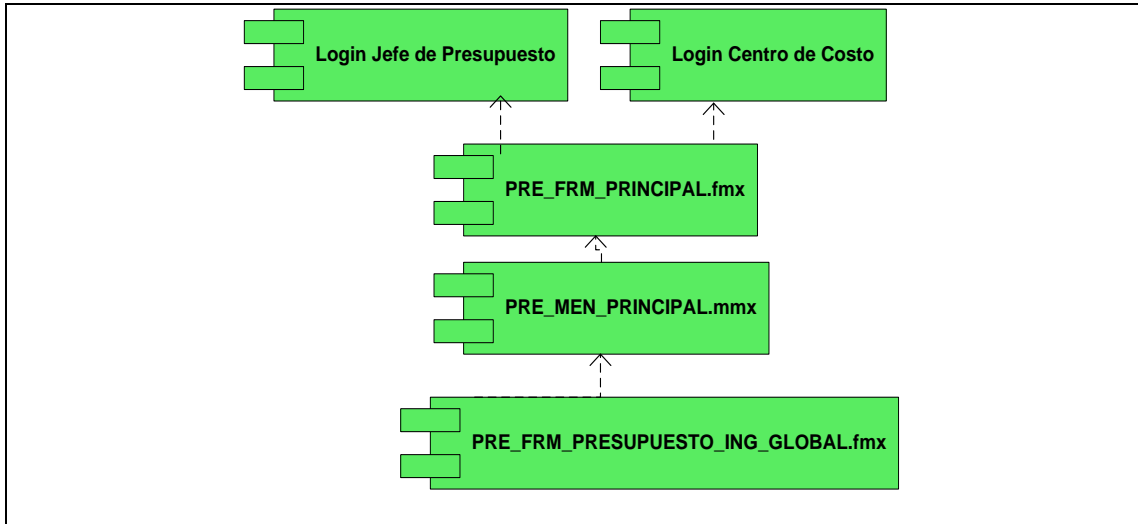 Login Jefe de Presupuesto
Login Centro de Costo
PRE_FRM_PRINCIPAL.fmx
PRE_MEN_PRINCIPAL.mmx
PRE_FRM_PRESUPUESTO_ING_GLOBAL.fmx